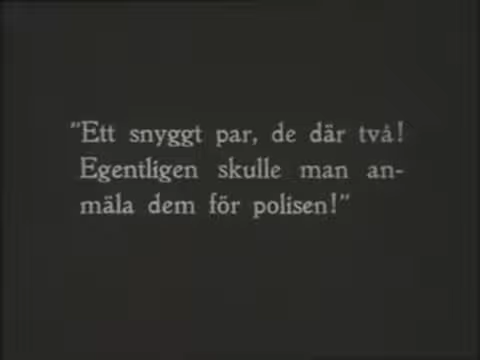 "Ett snyggt par, de där två!
Egentligen skulle man an-
mäla dem för polisen!"